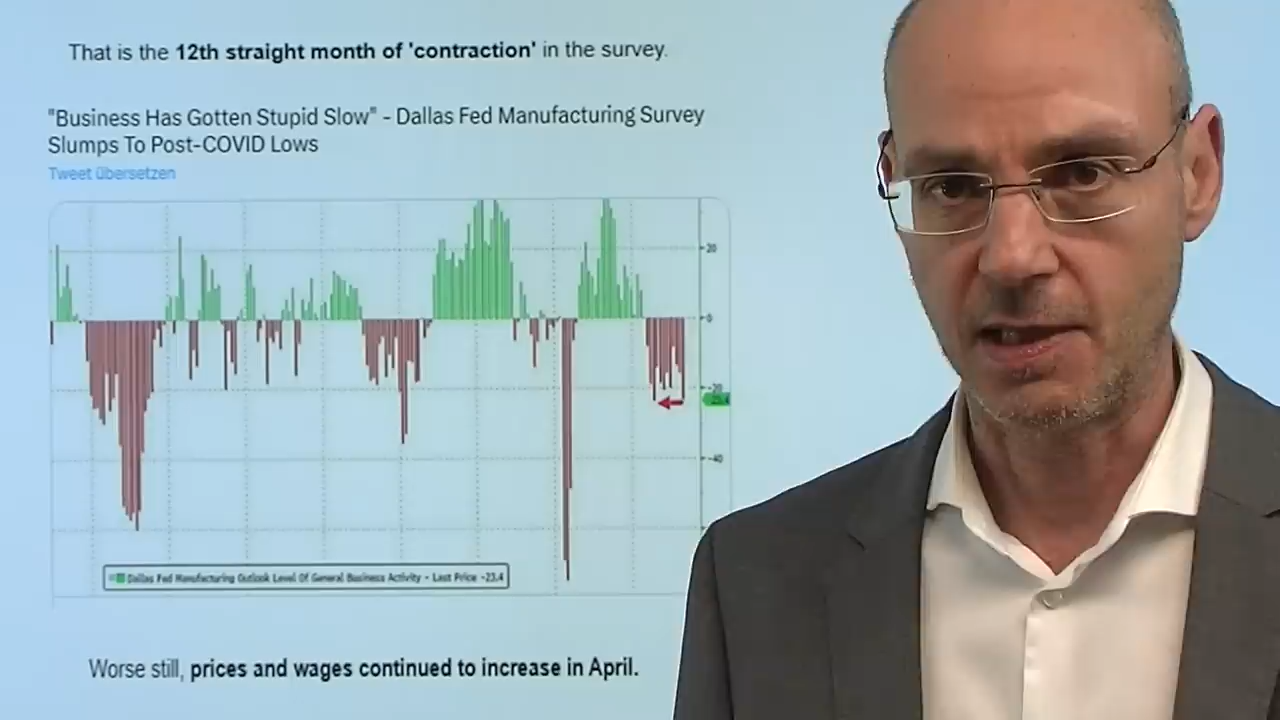 That is the 12th straight month of 'contraction' in the survey.
"Business Has Gotten Stupid Slow" - Dallas Fed Manufacturing Survey
Slumps To Post-COVID Lows
Tweet übersetzen
20
0
-20
-40
Dallas Fed Manufacturing Outlook Level Of General Business Activity - Last Price -23.4
Worse still, prices and wages continued to increase in April.